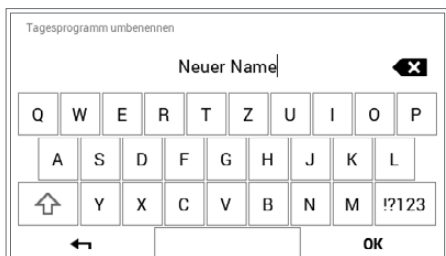 Tagesprogramm umbenennen
Neuer Name
Q W E R T Z U I O P
A S D F G H J K L
Y X C V B N M !?123
OK